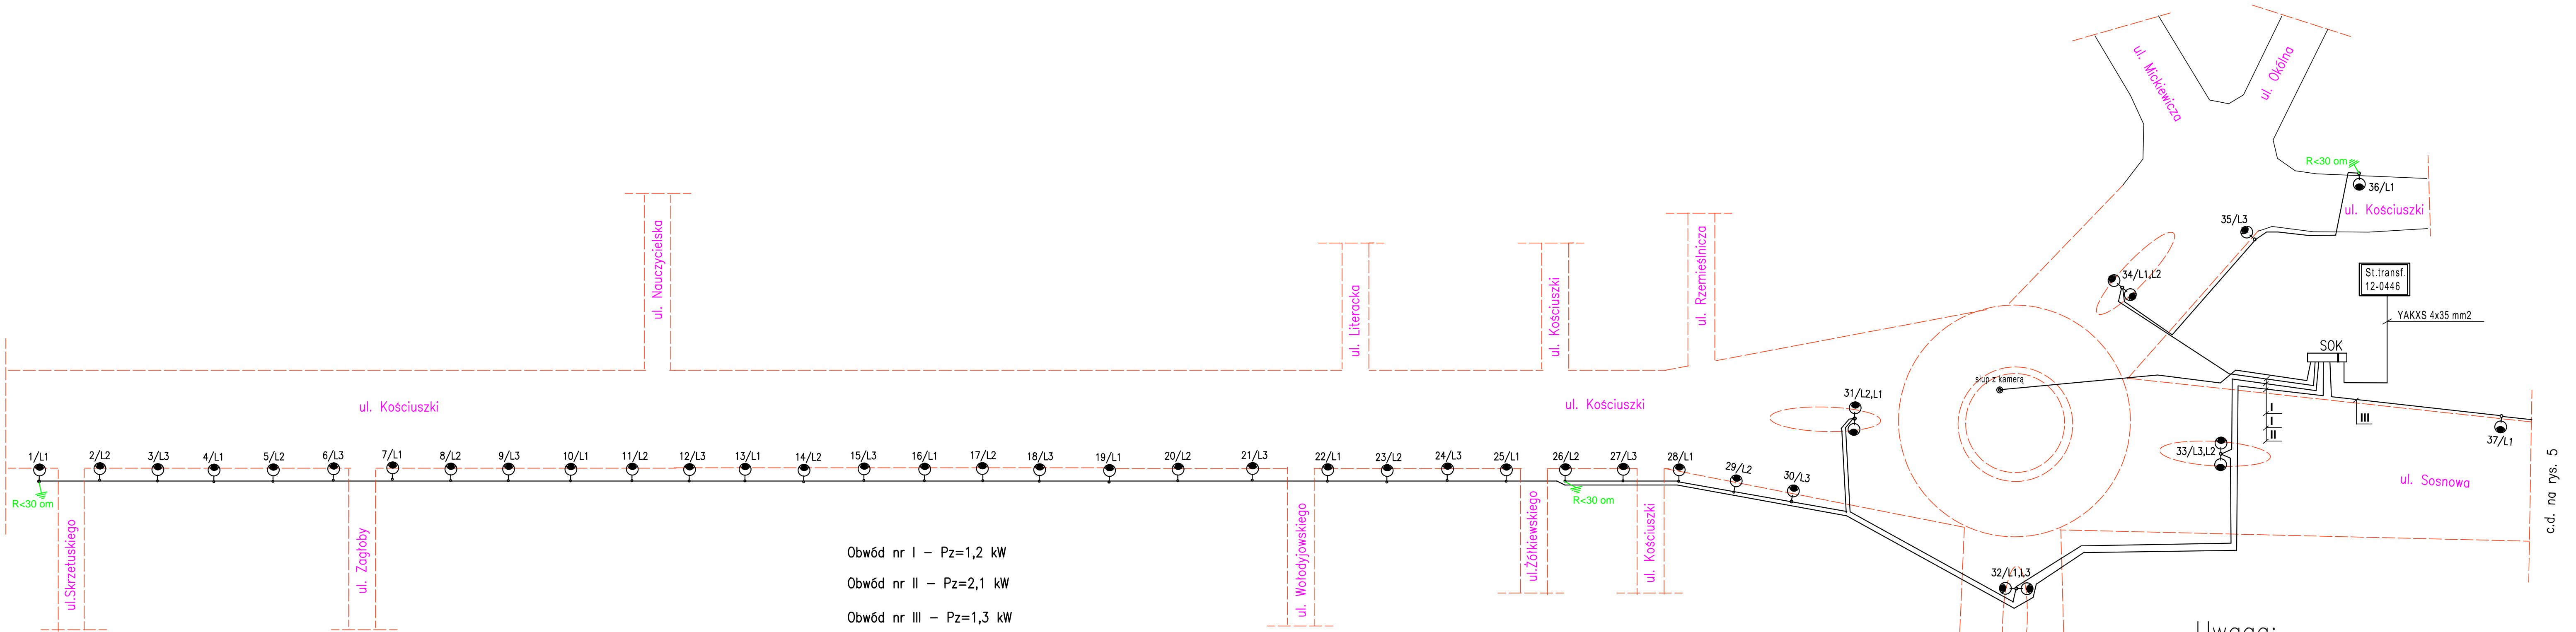 ul. Mickiewicza
ul. Okólna
R<30 om
36/L1
ul. Kościuszki
35/L3
34/L1,L2
St.transf.
12-0446
YAKXS 4x35 mm2
SOK
słup z kamerą
I
I
II
III
37/L1
33/L3,L2
ul. Sosnowa
c.d. na rys. 5
ul. Nauczycielska
ul. Literacka
ul. Kościuszki
ul. Rzemieślnicza
ul. Kościuszki
ul. Kościuszki
31/L2,L1
1/L1
2/L2
3/L3
4/L1
5/L2
6/L3
7/L1
8/L2
9/L3
10/L1
11/L2
12/L3
13/L1
14/L2
15/L3
16/L1
17/L2
18/L3
19/L1
20/L2
21/L3
22/L1
23/L2
24/L3
25/L1
26/L2
27/L3
28/L1
29/L2
30/L3
R<30 om
R<30 om
ul.Skrzetuskiego
ul. Zagłoby
ul. Wołodyjowskiego
ul.Żółkiewskiego
ul. Kościuszki
32/L1,L3
Obwód nr I – Pz=1,2 kW
Obwód nr II – Pz=2,1 kW
Obwód nr III – Pz=1,3 kW
Uwaga: